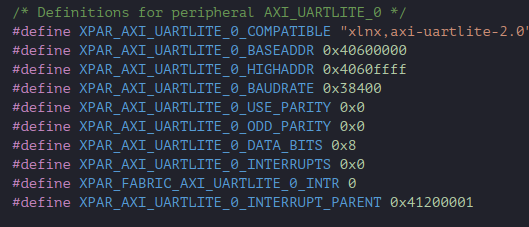 /* Definitions for peripheral AXI_UARTLITE_0 */
#define XPAR_AXI_UARTLITE_0_COMPATIBLE "xlnx,axi-uartlite-2.0"
#define XPAR_AXI_UARTLITE_0_BASEADDR 0x40600000
#define XPAR_AXI_UARTLITE_0_HIGHADDR 0x4060ffff
#define XPAR_AXI_UARTLITE_0_BAUDRATE 0x38400
#define XPAR_AXI_UARTLITE_0_USE_PARITY 0x0
#define XPAR_AXI_UARTLITE_0_ODD_PARITY 0x0
#define XPAR_AXI_UARTLITE_0_DATA_BITS 0x8
#define XPAR_AXI_UARTLITE_0_INTERRUPTS 0x0
#define XPAR_FABRIC_AXI_UARTLITE_0_INTR 0
#define XPAR_AXI_UARTLITE_0_INTERRUPT_PARENT 0x41200001